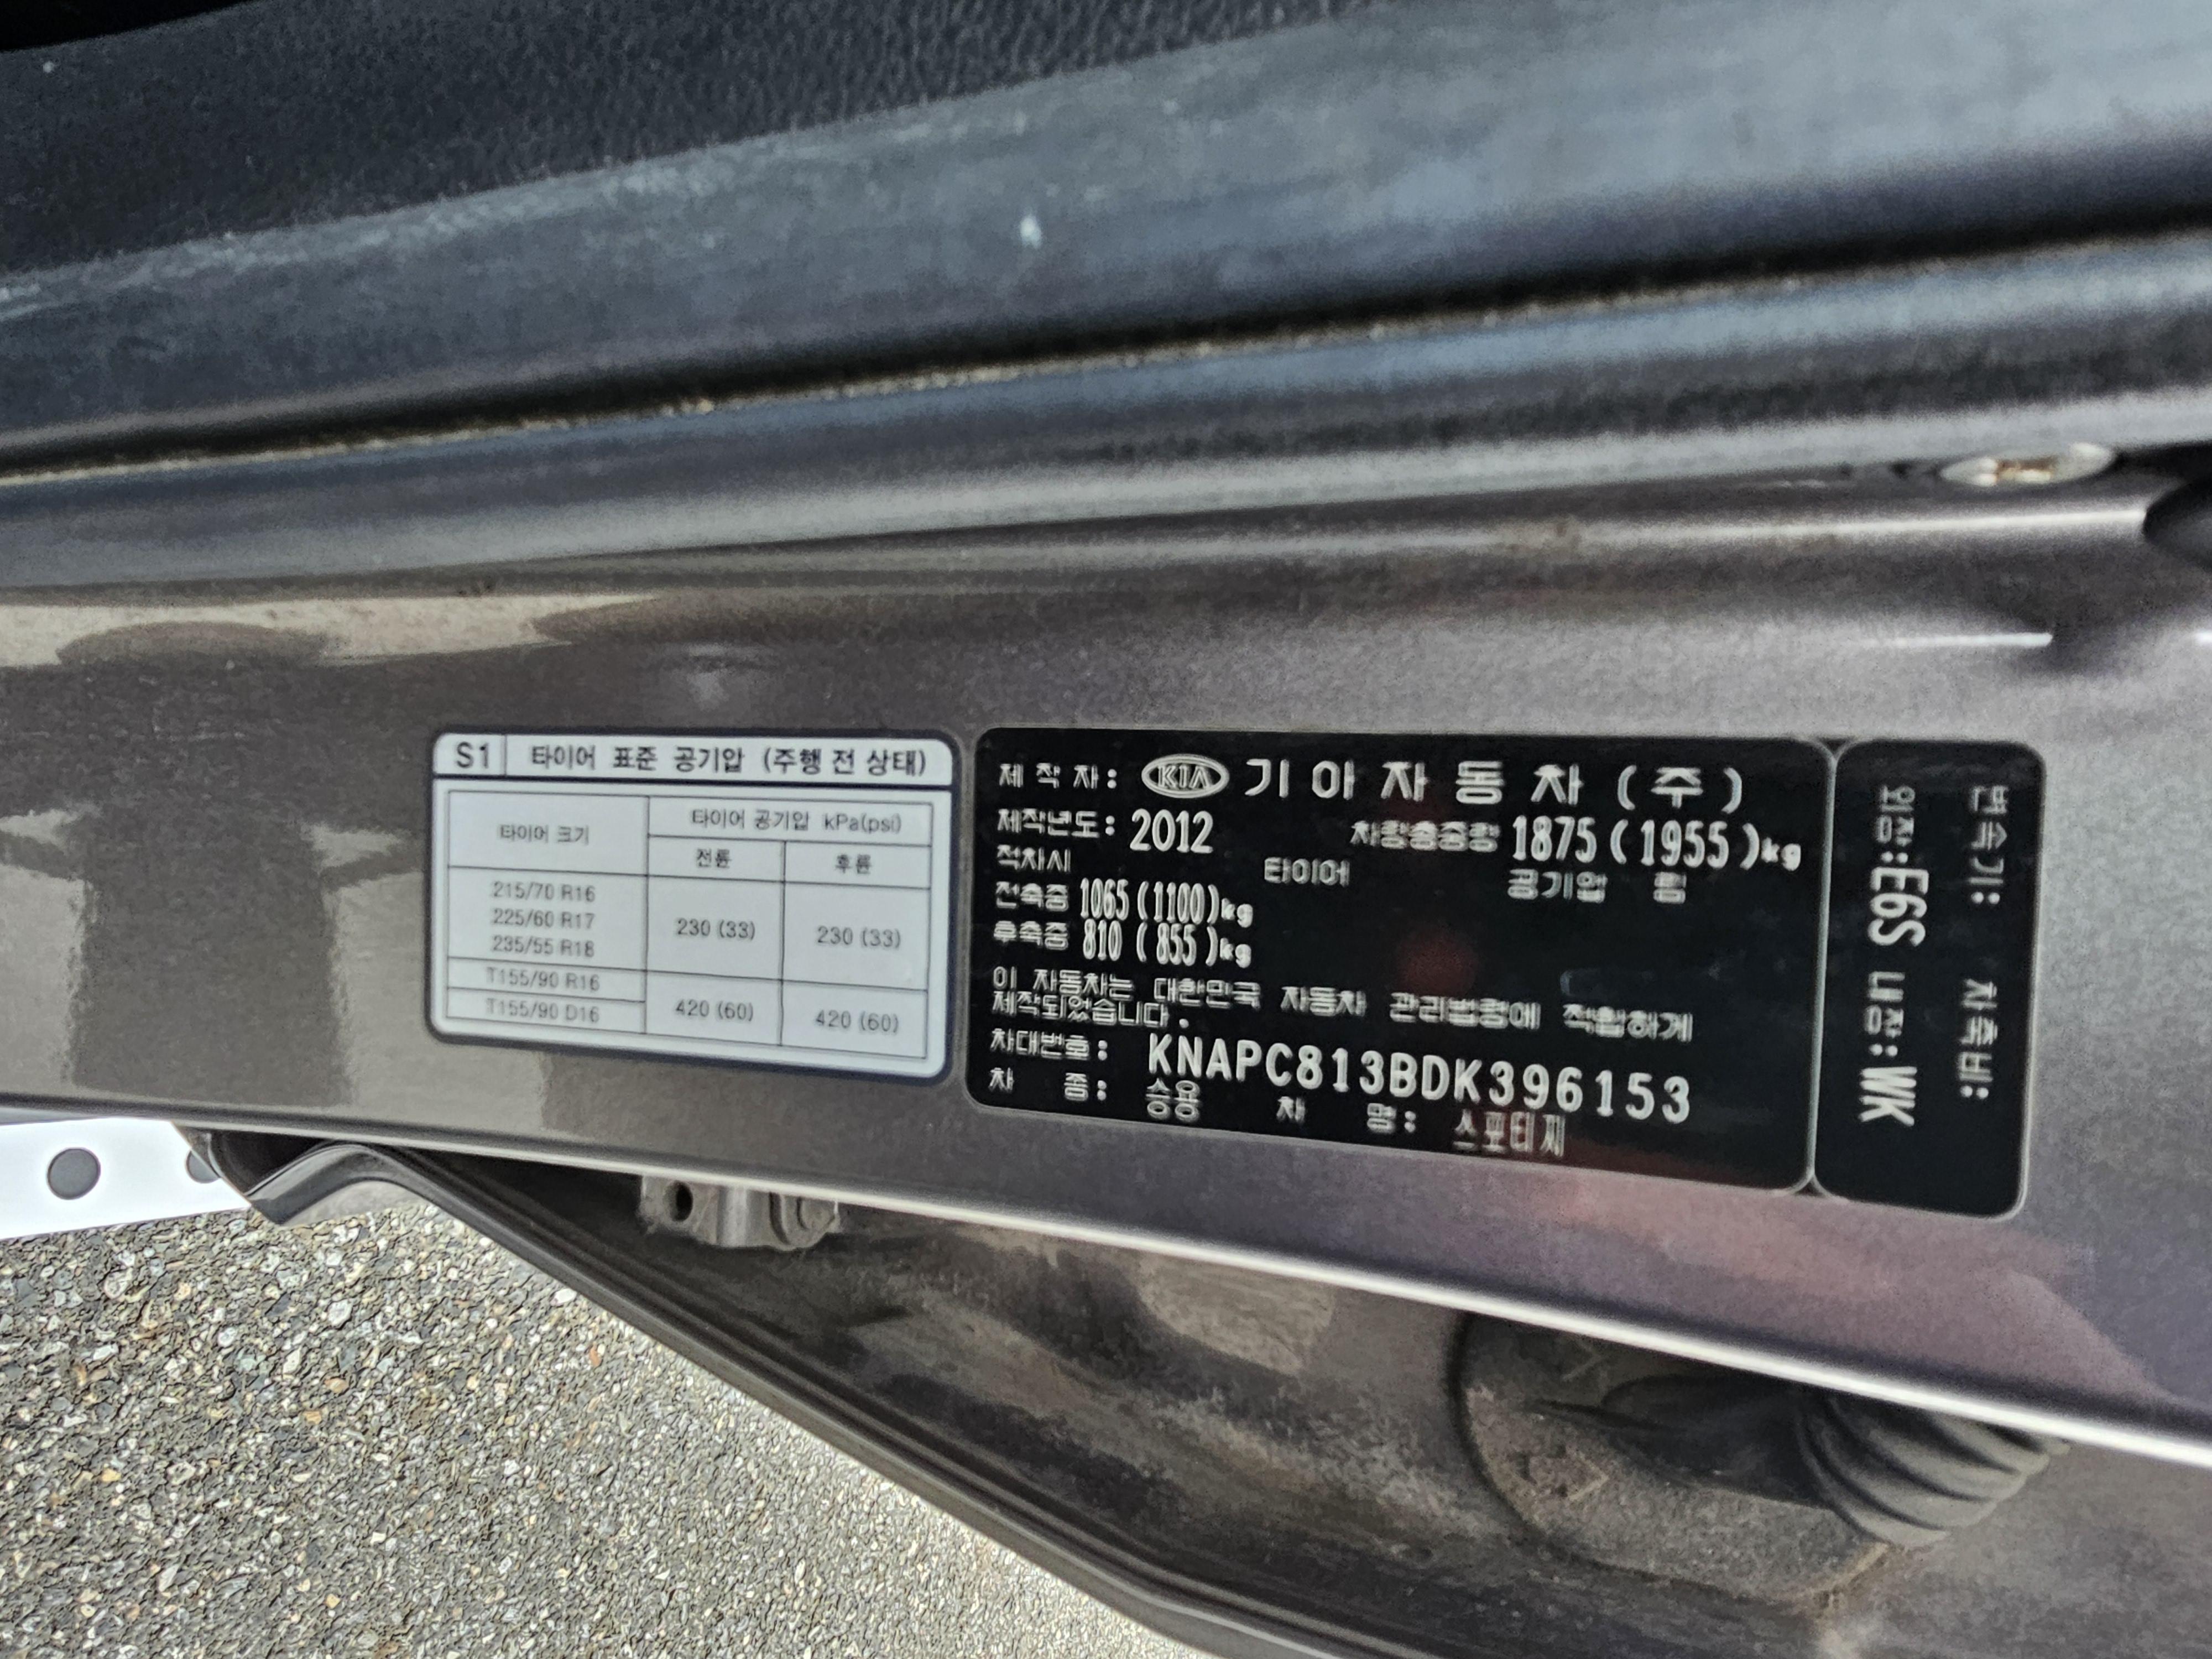 S1 타이어 표준 공기압 (주행 전 상태)
타이어 크기
타이어 공기압 kPa(psi)
전륜 후륜
215/70 R16
225/60 R17
235/55 R18
230 (33) 230 (33)
T155/90 R16
T155/90 D16
420 (60) 420 (60)
제작자: KIA 기아자동차(주)
제작년도: 2012 차량총중량 1875(1955)kg
적차시 타이어 공기압 림
전축중 1065(1100)kg
후축중 810 ( 855)kg
이 자동차는 대한민국 자동차 관리법령에 적합하게
제작되었습니다.
차대번호: KNAPC813BDK396153
차 종: 승용 차 명: 스포티지
변속기: 차축비:
외장:E6S 내장:WK